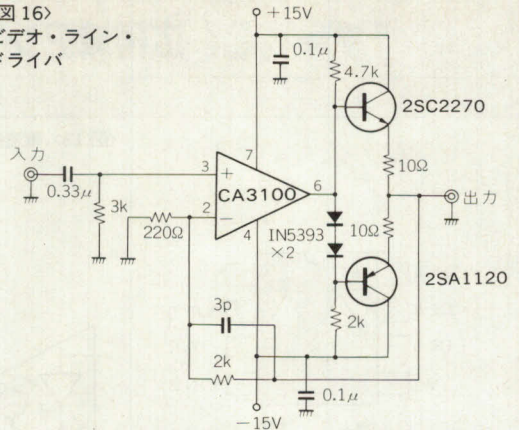 図 16〉
ビデオ・ライン・
ドライバ
+15V
0.1μ
4.7k
2SC2270
入力
0.33μ
3k
220Ω
3
2
7
4
6
CA3100
10Ω
出力
IN5393
×2
10Ω
2SA1120
3p
2k
2k
0.1μ
-15V